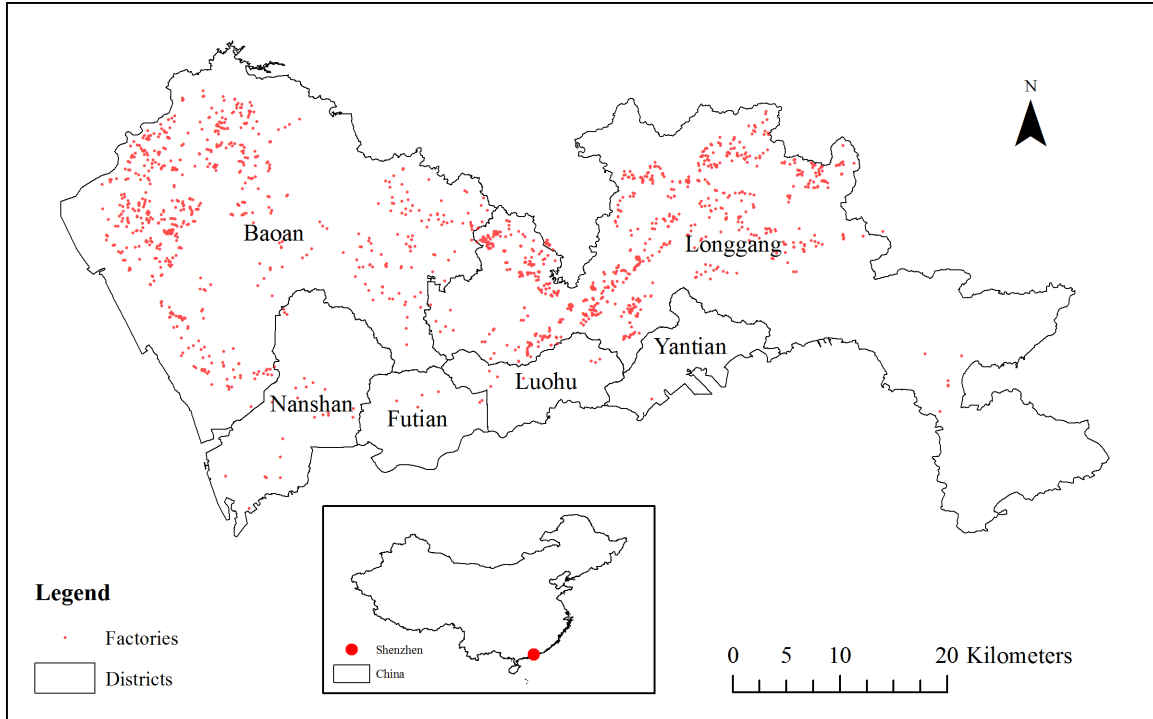 N
Baoan
Longgang
Yantian
Luohu
Nanshan
Futian
Legend
Factories
Districts
Shenzhen
China
0 5 10 20 Kilometers